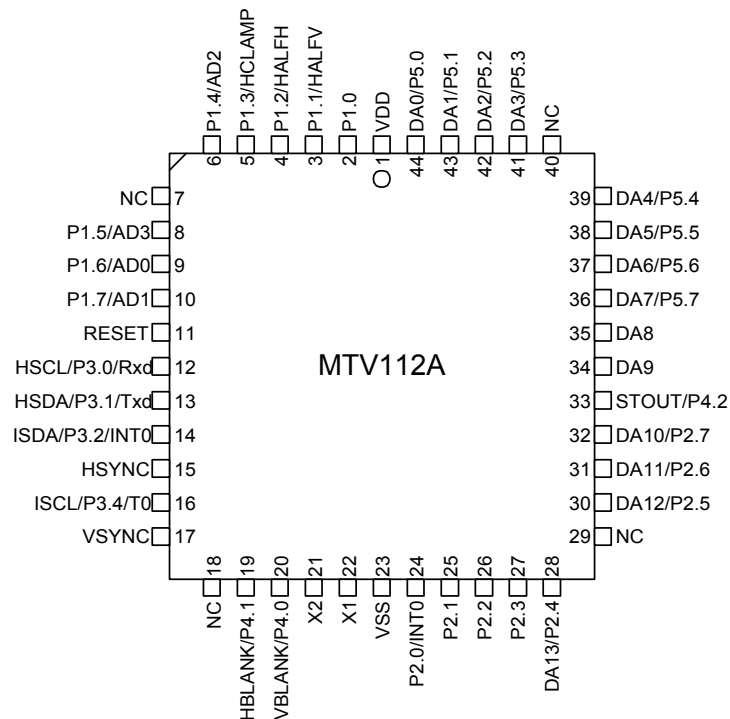 P1.4/AD2
P1.3/HCLAMP
P1.2/HALFH
P1.1/HALFV
P1.0
VDD
DA0/P5.0
DA1/P5.1
DA2/P5.2
DA3/P5.3
NC
6
5
4
3
2
1
44
43
42
41
40
NC 7
P1.5/AD3 8
P1.6/AD0 9
P1.7/AD1 10
RESET 11
HSCL/P3.0/Rxd 12
HSDA/P3.1/Txd 13
ISDA/P3.2/INT0 14
HSYNC 15
ISCL/P3.4/T0 16
VSYNC 17
MTV112A
39 DA4/P5.4
38 DA5/P5.5
37 DA6/P5.6
36 DA7/P5.7
35 DA8
34 DA9
33 STOUT/P4.2
32 DA10/P2.7
31 DA11/P2.6
30 DA12/P2.5
29 NC
18
19
20
21
22
23
24
25
26
27
28
NC
HBLANK/P4.1
VBLANK/P4.0
X2
X1
VSS
P2.0/INT0
P2.1
P2.2
P2.3
DA13/P2.4